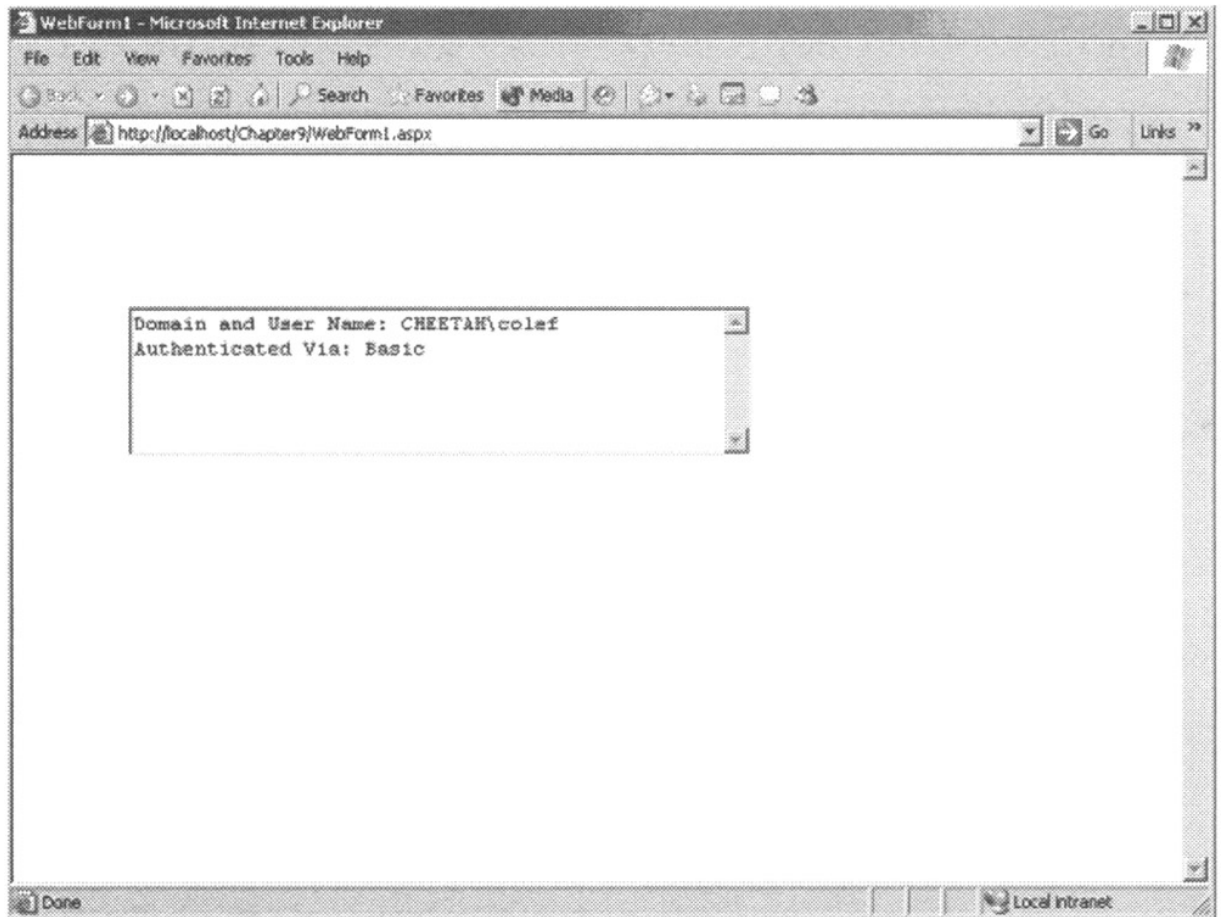 WebForm1 - Microsoft Internet Explorer
File Edit View Favorites Tools Help
Back Search Favorites Media
Address http://localhost/Chapter9/WebForm1.aspx Go Links »
Domain and User Name: CHEETAH\colef
Authenticated Via: Basic
Done Local intranet